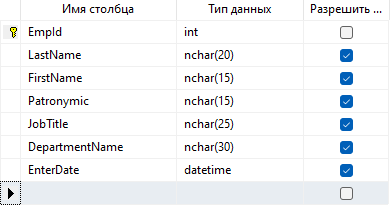 Имя столбца Тип данных Разрешить ...
EmpId int
LastName nchar(20)
FirstName nchar(15)
Patronymic nchar(15)
JobTitle nchar(25)
DepartmentName nchar(30)
EnterDate datetime